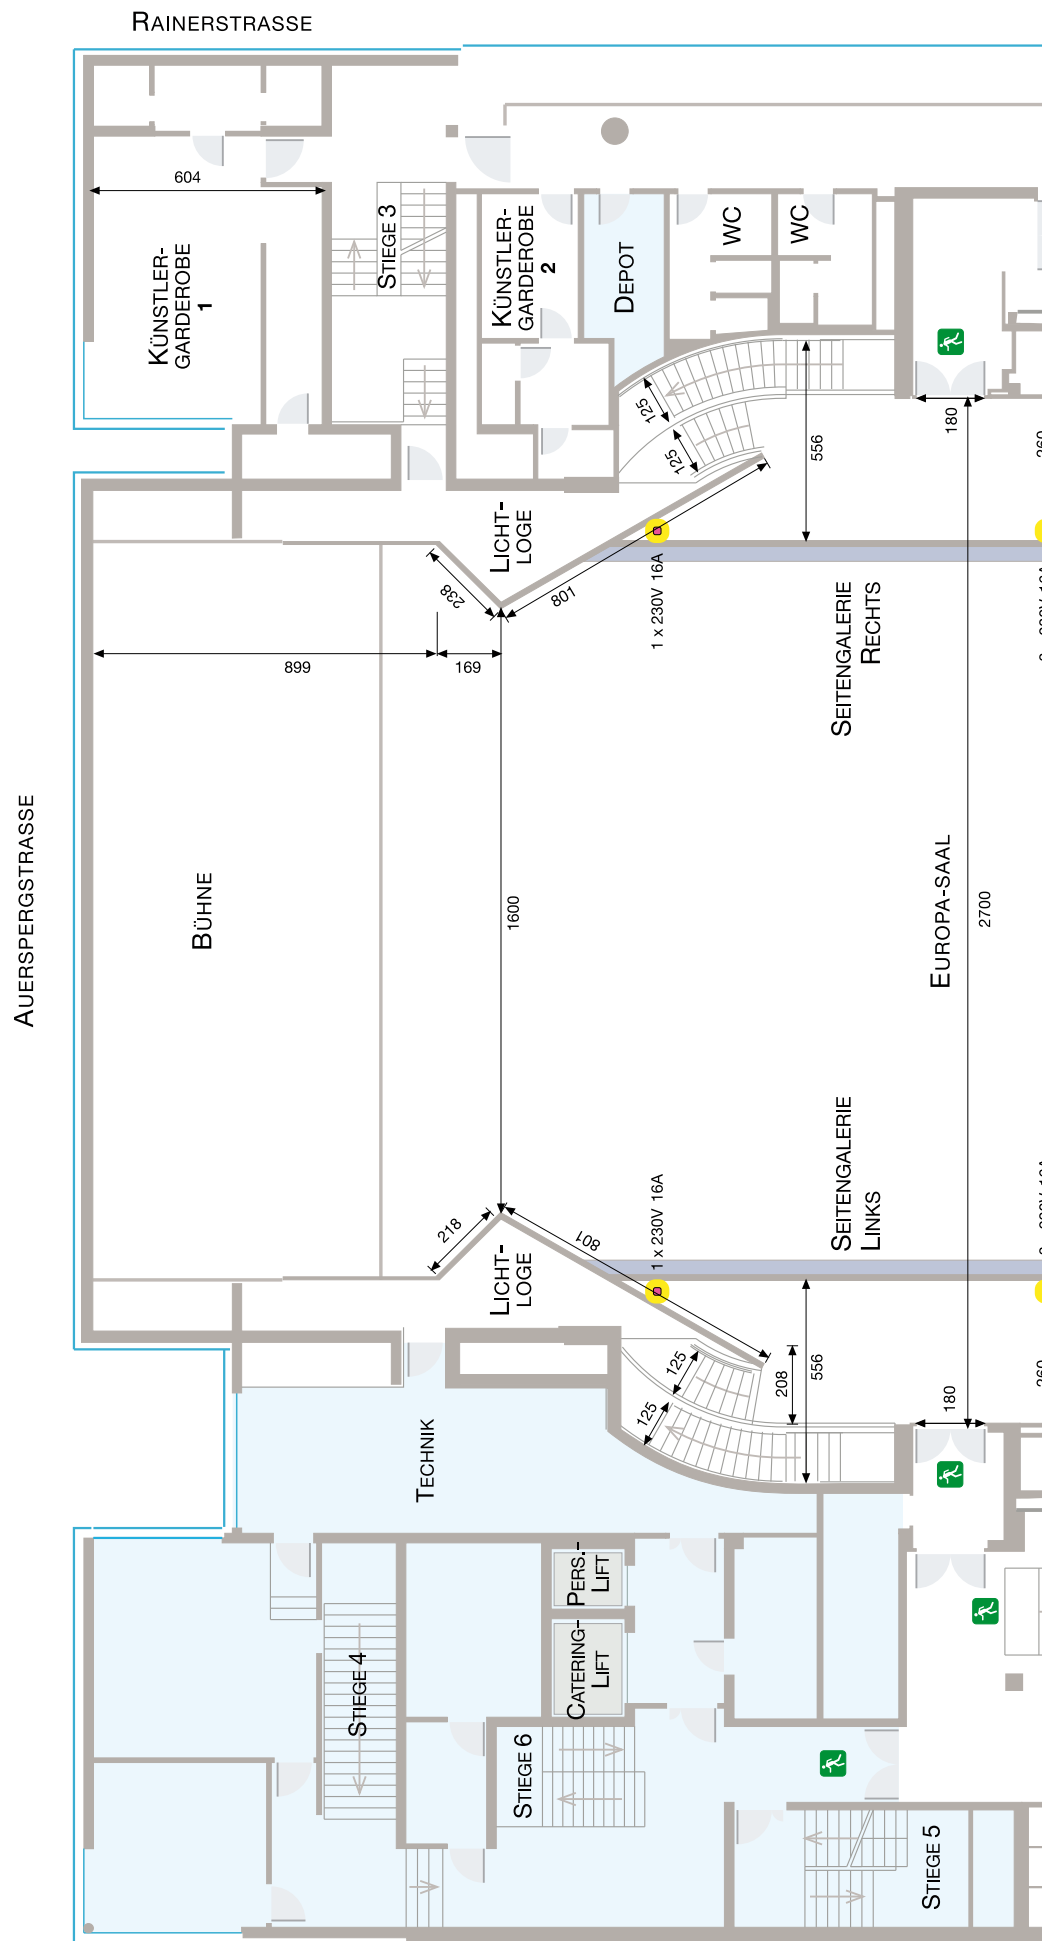 RAINERSTRASSE
604
KÜNSTLER-
GARDEROBE
1
STIEGE 3
KÜNSTLER-
GARDEROBE
2
DEPOT
WC
WC
125
125
556
180
LICHT-
LOGE
238
801
1 x 230V 16A
899
169
SEITENGALERIE
RECHTS
AUERSPERGSTRASSE
BÜHNE
1600
EUROPA-SAAL
2700
SEITENGALERIE
LINKS
218
801
1 x 230V 16A
LICHT-
LOGE
125
125
208
556
180
TECHNIK
PERS.-
LIFT
CATERING-
LIFT
STIEGE 4
STIEGE 6
STIEGE 5